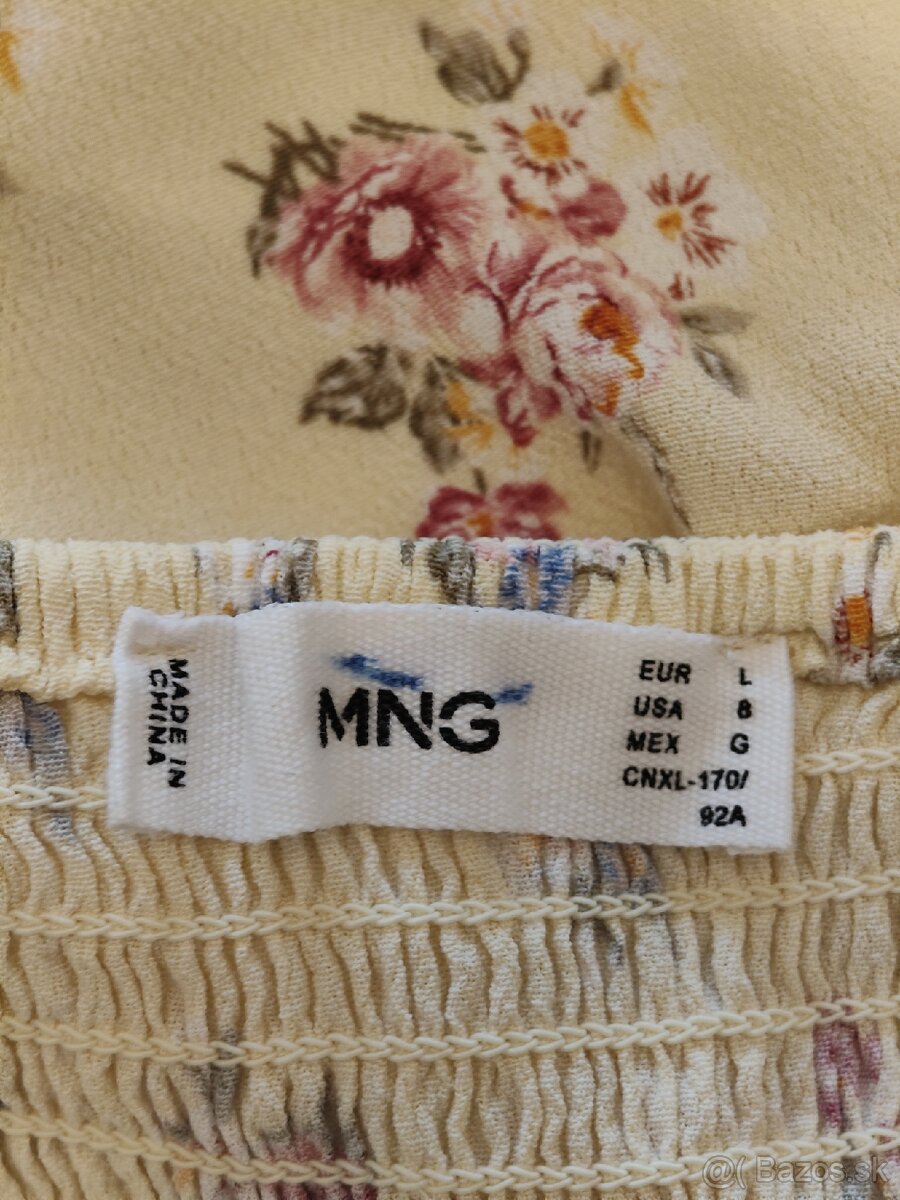 MADE IN
CHINA
MNG
EUR L
USA 8
MEX G
CNXL-170/
92A
@( Bazos.sk